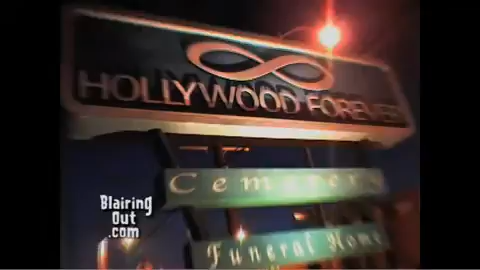 HOLLYWOOD FOREVER
Cemetery
Funeral Home
Blairing
Out
.com